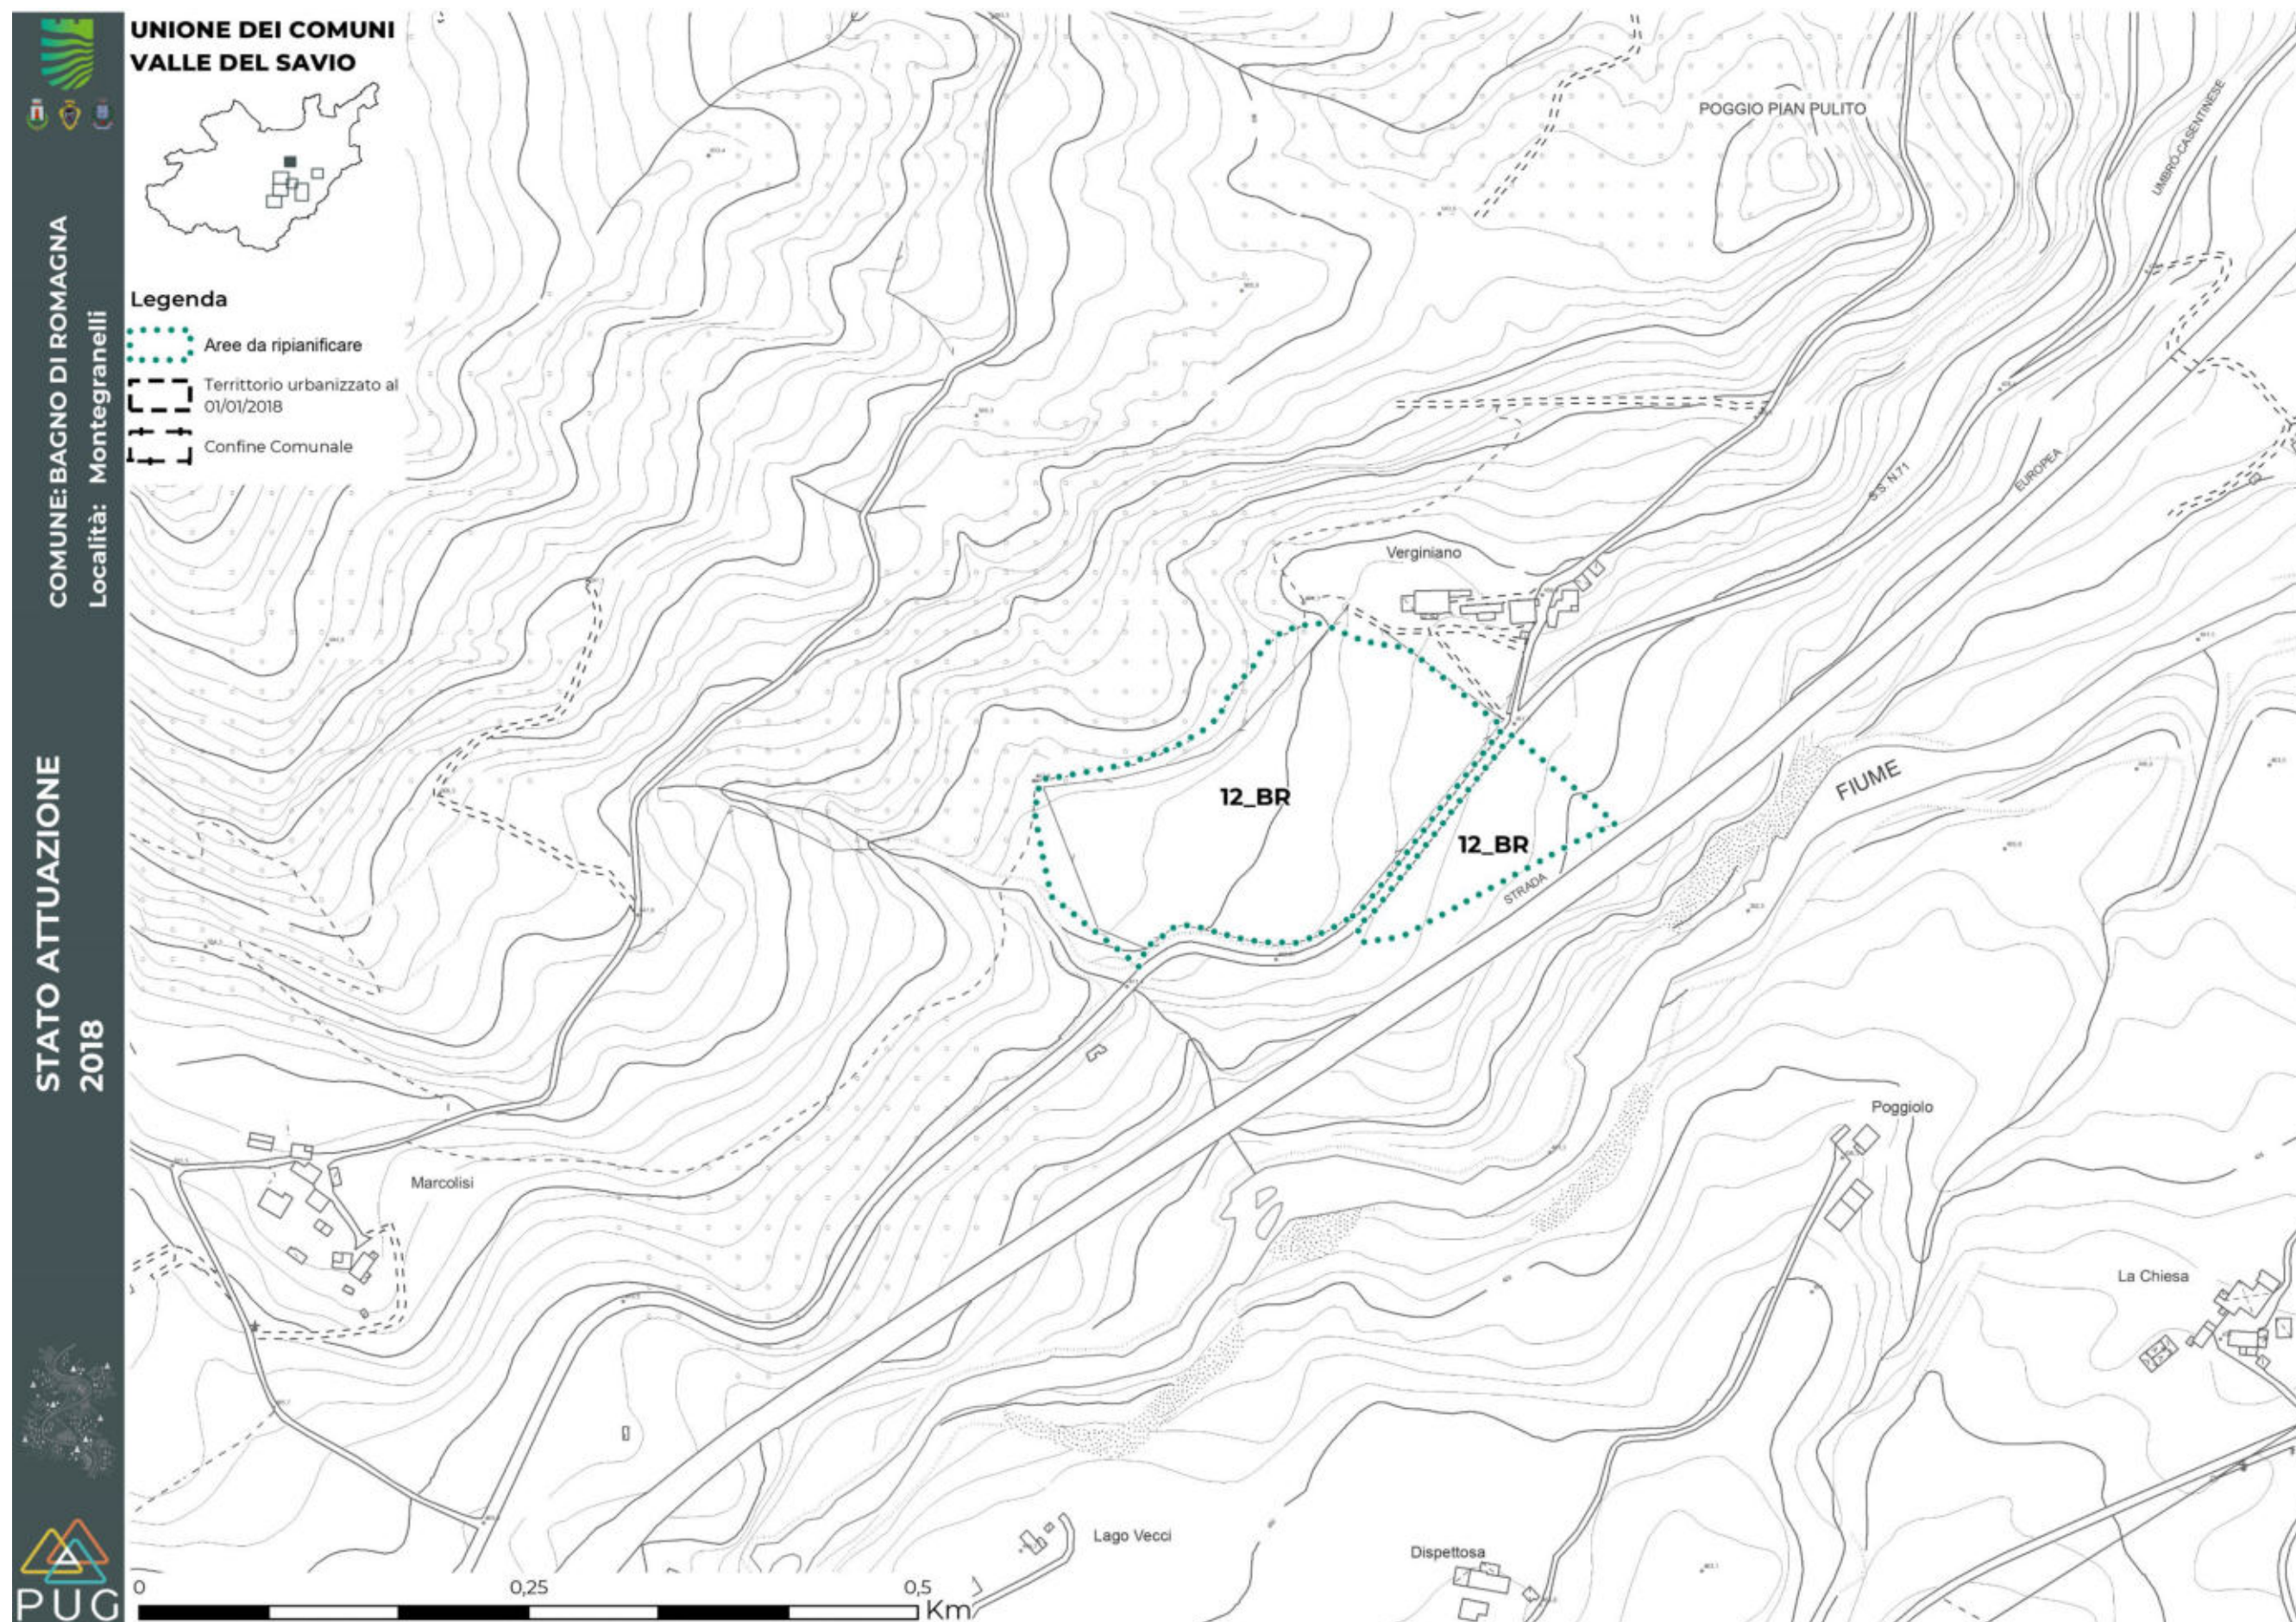 UNIONE DEI COMUNI
VALLE DEL SAVIO
COMUNE: BAGNO DI ROMAGNA
Località: Montegranelli
STATO ATTUAZIONE
2018
PUG
Legenda
Aree da ripianificare
Territtorio urbanizzato al
01/01/2018
Confine Comunale
POGGIO PIAN PULITO
UMBRO-CASENTINESE
S.S. N.71
EUROPEA
Verginiano
FIUME
12_BR
12_BR
STRADA
Poggiolo
Marcolisi
La Chiesa
Lago Vecci
Dispettosa
0
0,25
0,5
Km